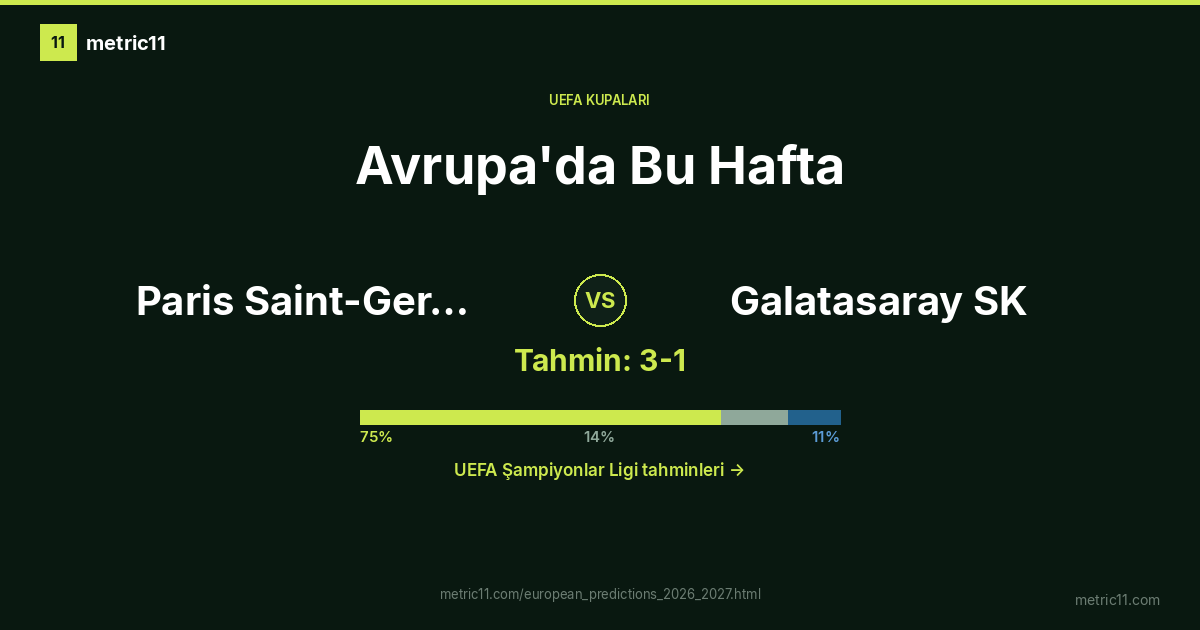 11 metric11
UEFA KUPALARI
Avrupa'da Bu Hafta
Paris Saint-Ger... VS Galatasaray SK
Tahmin: 3-1
75% 14% 11%
UEFA Şampiyonlar Ligi tahminleri →
metric11.com/european_predictions_2026_2027.html
metric11.com